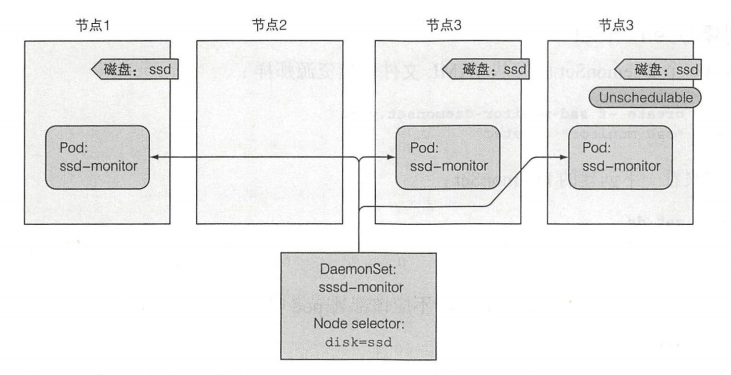 节点1
节点2
节点3
节点3
磁盘：ssd
磁盘：ssd
磁盘：ssd
Unschedulable
Pod:
ssd-monitor
Pod:
ssd-monitor
Pod:
ssd-monitor
DaemonSet:
sssd-monitor
Node selector:
disk=ssd